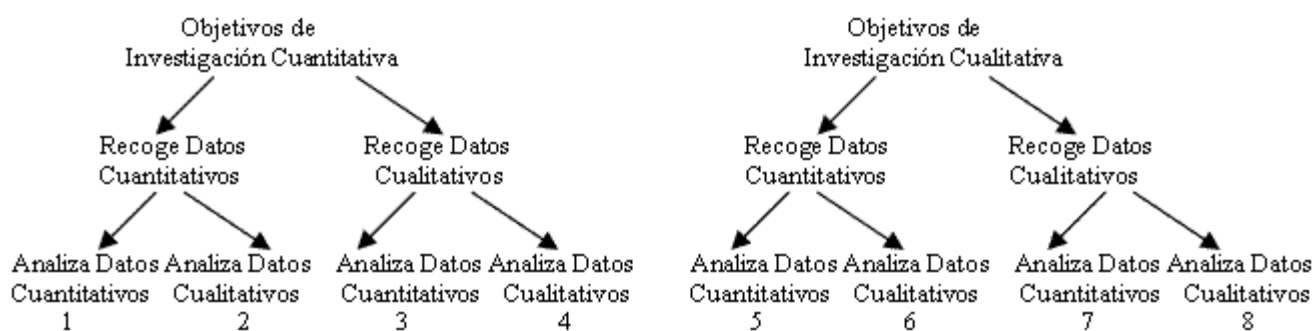 Objetivos de
Investigación Cuantitativa
Objetivos de
Investigación Cualitativa
Recoge Datos
Cuantitativos
Recoge Datos
Cualitativos
Recoge Datos
Cuantitativos
Recoge Datos
Cualitativos
Analiza Datos
Cuantitativos
1
Analiza Datos
Cualitativos
2
Analiza Datos
Cuantitativos
3
Analiza Datos
Cualitativos
4
Analiza Datos
Cuantitativos
5
Analiza Datos
Cualitativos
6
Analiza Datos
Cuantitativos
7
Analiza Datos
Cualitativos
8